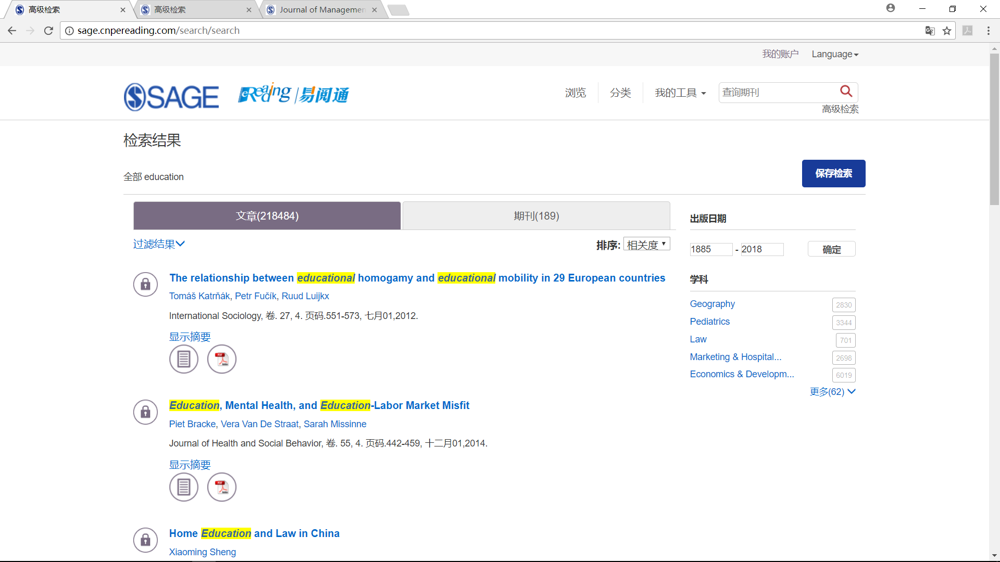 高级检索
高级检索
Journal of Managemen
sage.cnpereading.com/search/search
我的账户 Language
SAGE eReading | 易阅通
浏览 分类 我的工具 查询期刊
高级检索
检索结果
全部 education
保存检索
文章(218484)
期刊(189)
过滤结果
排序: 相关度
The relationship between educational homogamy and educational mobility in 29 European countries
Tomáš Katrňák, Petr Fučík, Ruud Luijkx
International Sociology, 卷. 27, 4. 页码.551-573, 七月01,2012.
显示摘要
PDF
Education, Mental Health, and Education-Labor Market Misfit
Piet Bracke, Vera Van De Straat, Sarah Missinne
Journal of Health and Social Behavior, 卷. 55, 4. 页码.442-459, 十二月01,2014.
显示摘要
PDF
Home Education and Law in China
Xiaoming Sheng
出版日期
1885 - 2018 确定
学科
Geography 2830
Pediatrics 3344
Law 701
Marketing & Hospital... 2698
Economics & Developm... 6019
更多(62)